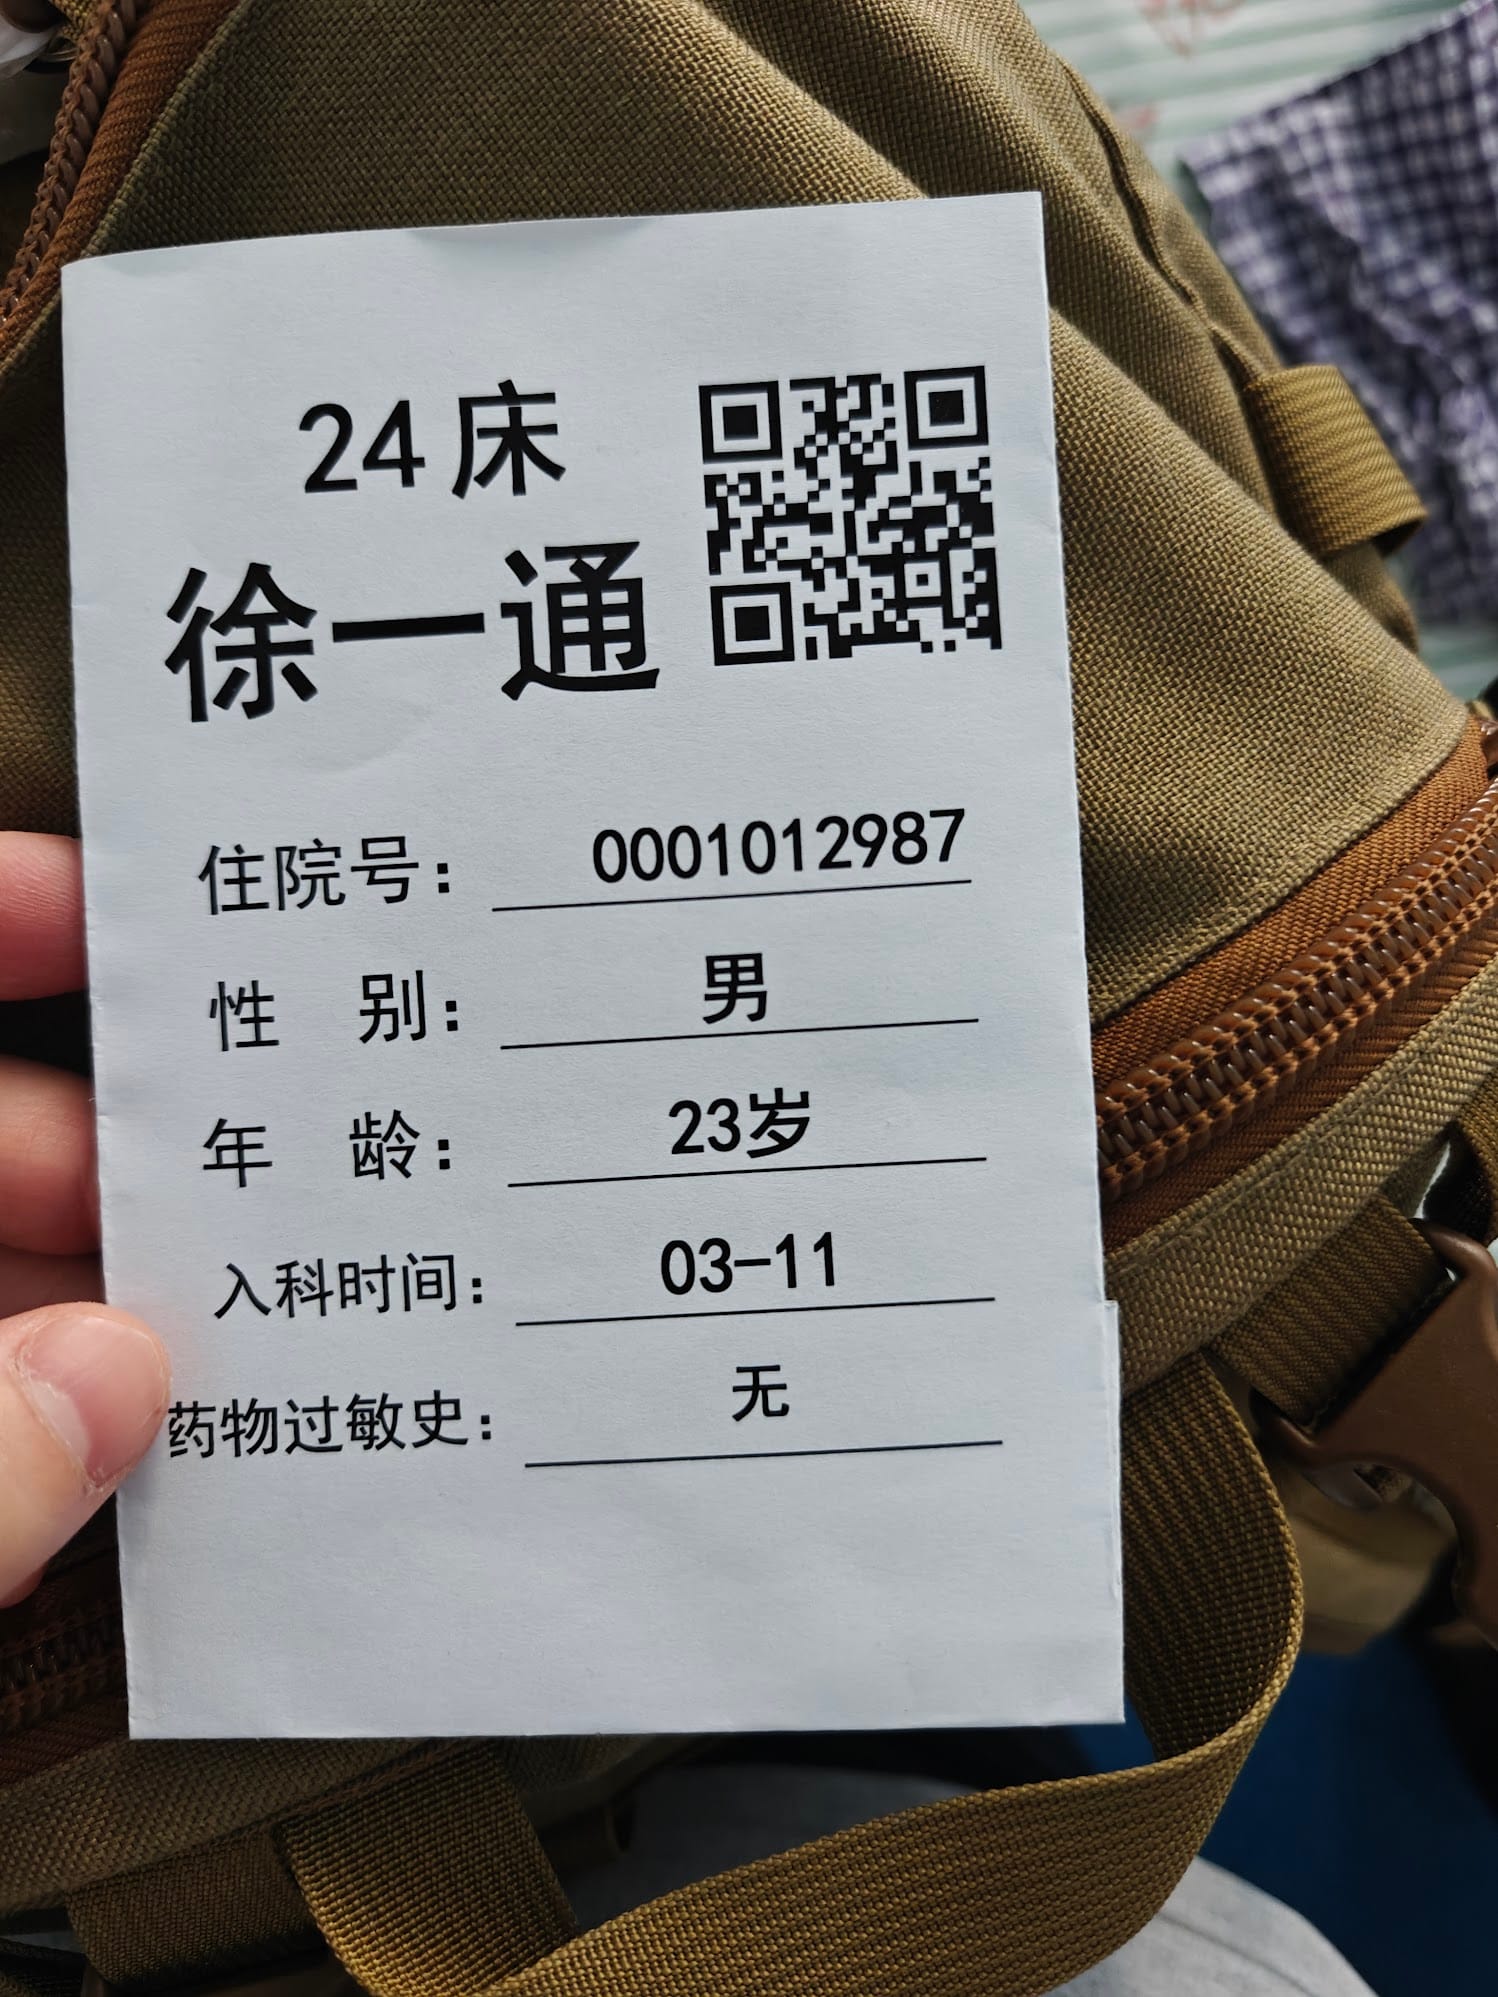 24床
徐一通
住院号： 0001012987
性 别： 男
年 龄： 23岁
入科时间： 03-11
药物过敏史： 无